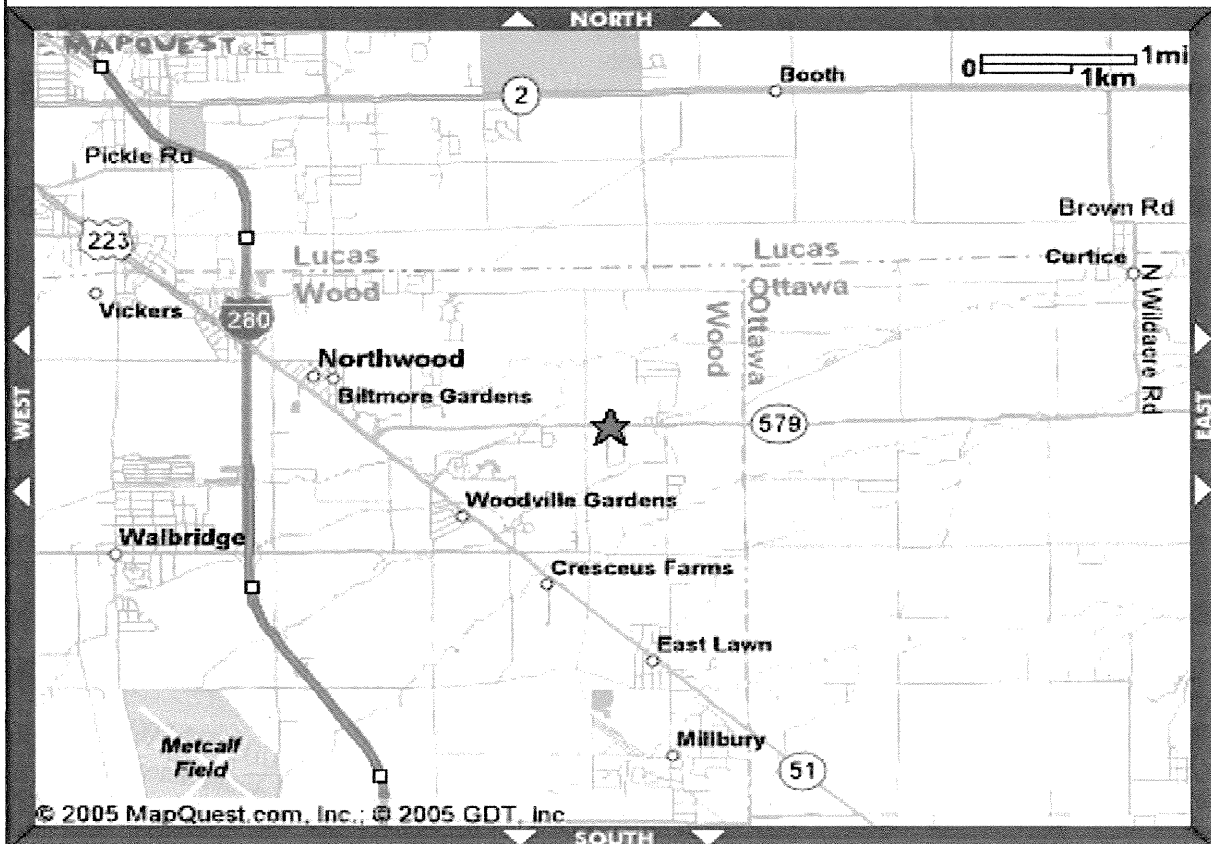 NORTH
MAPQUEST
0 1mi
1km
Booth
2
Pickle Rd
Brown Rd
223
Lucas
Lucas
Curtice
Wood
Ottawa
Vickers
280
Wood
Ottawa
N Wildacre Rd
Northwood
Biltmore Gardens
WEST
EAST
579
Woodville Gardens
Walbridge
Cresceus Farms
East Lawn
Metcalf
Field
Millbury
51
© 2005 MapQuest.com, Inc.; © 2005 GDT, Inc
SOUTH